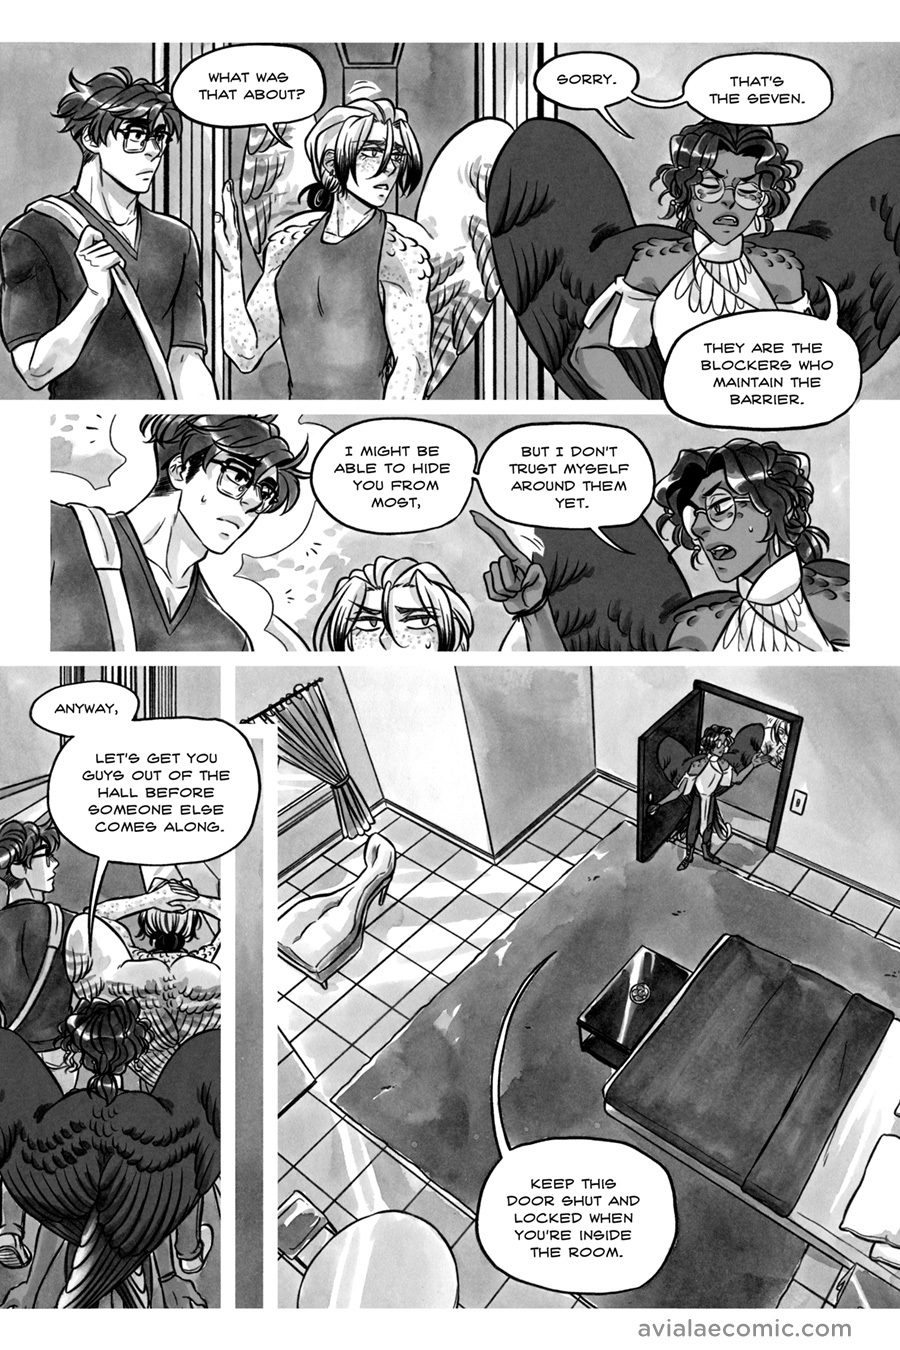 WHAT WAS
THAT ABOUT?
SORRY.
THAT'S
THE SEVEN.
THEY ARE THE
BLOCKERS WHO
MAINTAIN THE
BARRIER.
I MIGHT BE
ABLE TO HIDE
YOU FROM
MOST,
BUT I DON'T
TRUST MYSELF
AROUND THEM
YET.
ANYWAY,
LET'S GET YOU
GUYS OUT OF THE
HALL BEFORE
SOMEONE ELSE
COMES ALONG.
KEEP THIS
DOOR SHUT AND
LOCKED WHEN
YOU'RE INSIDE
THE ROOM.
avialaecomic.com